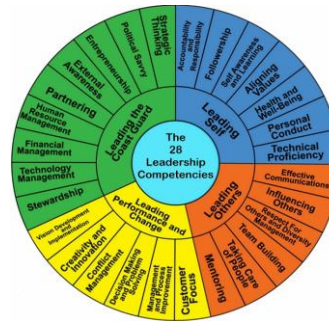 The
28
Leadership
Competencies
Leading Self
Accountability
and
Responsibility
Followership
Self Awareness
and Learning
Aligning
Values
Health and
Well-Being
Personal
Conduct
Technical
Proficiency
Leading
Others
Effective
Communications
Influencing
Others
Respect For
Others and Diversity
Management
Team Building
Taking Care
of People
Mentoring
Leading
Performance and
Change
Customer
Focus
Management and
Process
Improvement
Decision Making
and Problem
Solving
Conflict
Management
Creativity and
Innovation
Vision Development and
Implementation
Leading the
Coast Guard
Stewardship
Technology
Management
Financial
Management
Human
Resource
Management
Partnering
External
Awareness
Entrepreneurship
Political Savvy
Strategic
Thinking